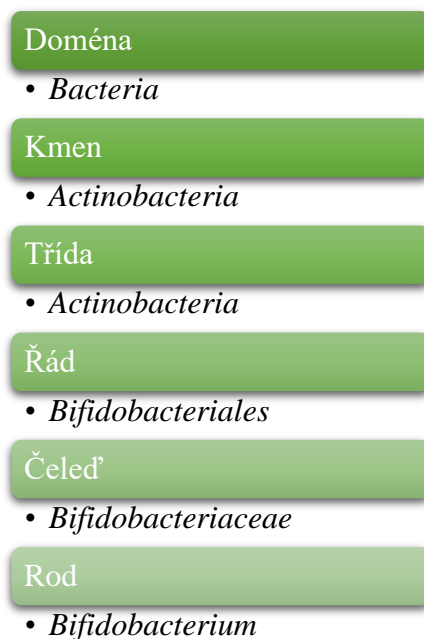 Doména
• Bacteria
Kmen
• Actinobacteria
Třída
• Actinobacteria
Řád
• Bifidobacteriales
Čeleď
• Bifidobacteriaceae
Rod
• Bifidobacterium